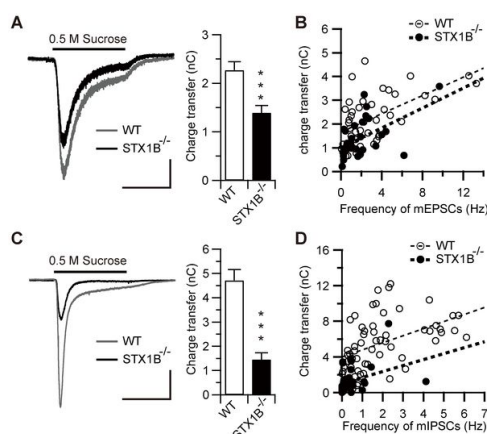 A
0.5 M Sucrose
WT
STX1B-/-
Charge transfer (nC)
3
2
1
0
***
WT
STX1B-/-
B
WT
STX1B-/-
charge transfer (nC)
5
4
3
2
1
0
0 4 8 12
Frequency of mEPSCs (Hz)
C
0.5 M Sucrose
WT
STX1B-/-
Charge transfer (nC)
6
5
4
3
2
1
0
***
WT
STX1B-/-
D
WT
STX1B-/-
Charge transfer (nC)
15
12
9
6
3
0
0 1 2 3 4 5 6 7
Frequency of mIPSCs (Hz)